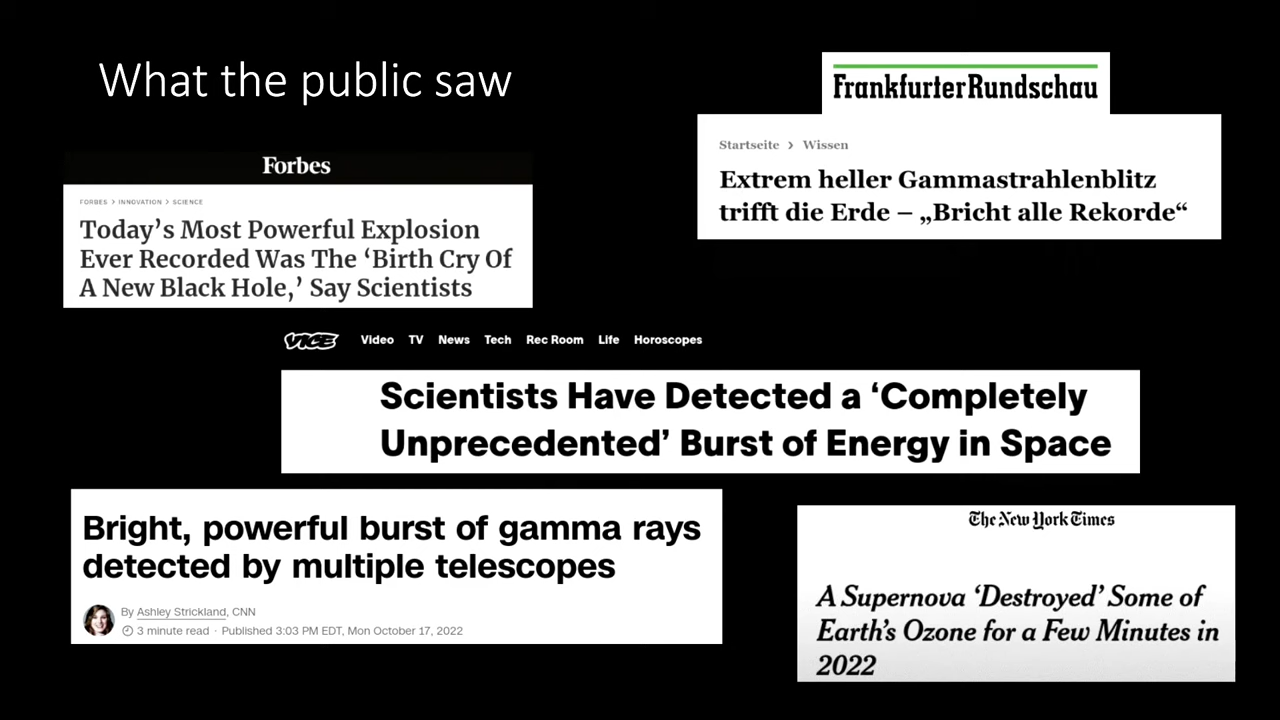 What the public saw
Forbes
FORBES > INNOVATION > SCIENCE
Today's Most Powerful Explosion
Ever Recorded Was The ‘Birth Cry Of
A New Black Hole,’ Say Scientists
FrankfurterRundschau
Startseite > Wissen
Extrem heller Gammastrahlenblitz
trifft die Erde – „Bricht alle Rekorde“
VICE Video TV News Tech Rec Room Life Horoscopes
Scientists Have Detected a ‘Completely
Unprecedented’ Burst of Energy in Space
Bright, powerful burst of gamma rays
detected by multiple telescopes
By Ashley Strickland, CNN
3 minute read · Published 3:03 PM EDT, Mon October 17, 2022
The New York Times
A Supernova ‘Destroyed’ Some of
Earth’s Ozone for a Few Minutes in
2022